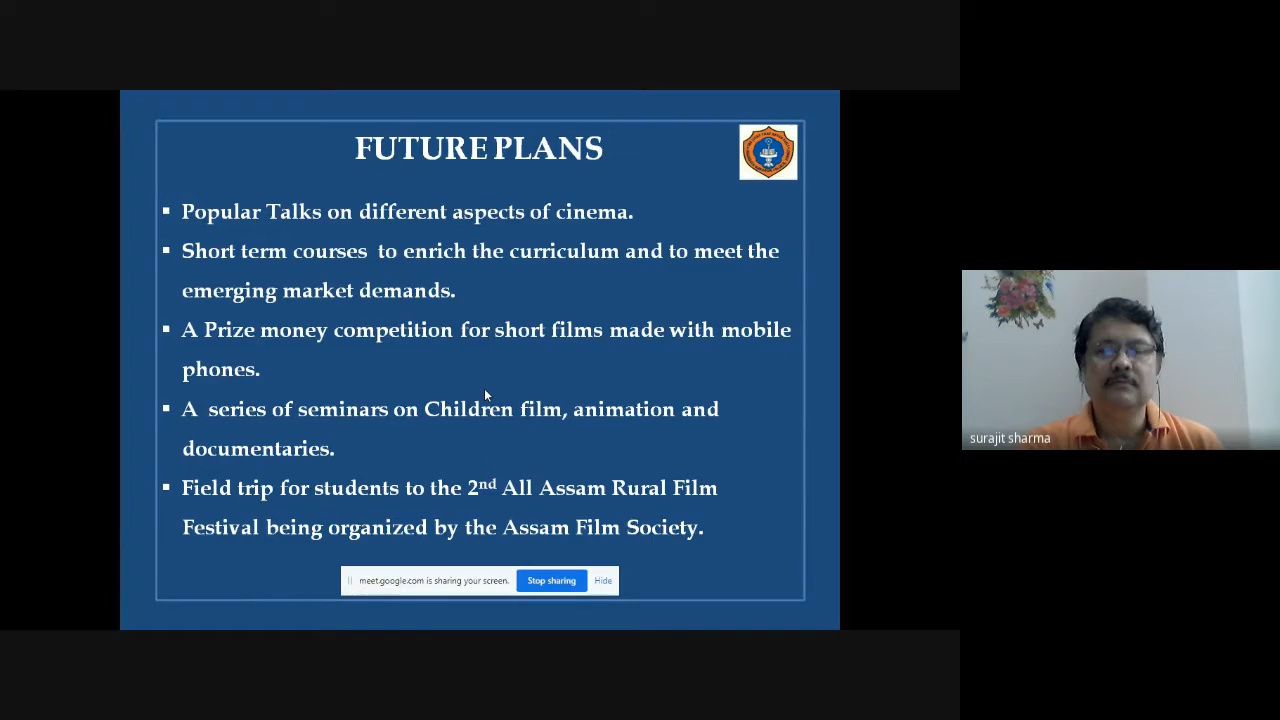 FUTURE PLANS
▪ Popular Talks on different aspects of cinema.
▪ Short term courses to enrich the curriculum and to meet the
emerging market demands.
▪ A Prize money competition for short films made with mobile
phones.
▪ A series of seminars on Children film, animation and
documentaries.
▪ Field trip for students to the 2nd All Assam Rural Film
Festival being organized by the Assam Film Society.
meet.google.com is sharing your screen. Stop sharing Hide
surajit sharma